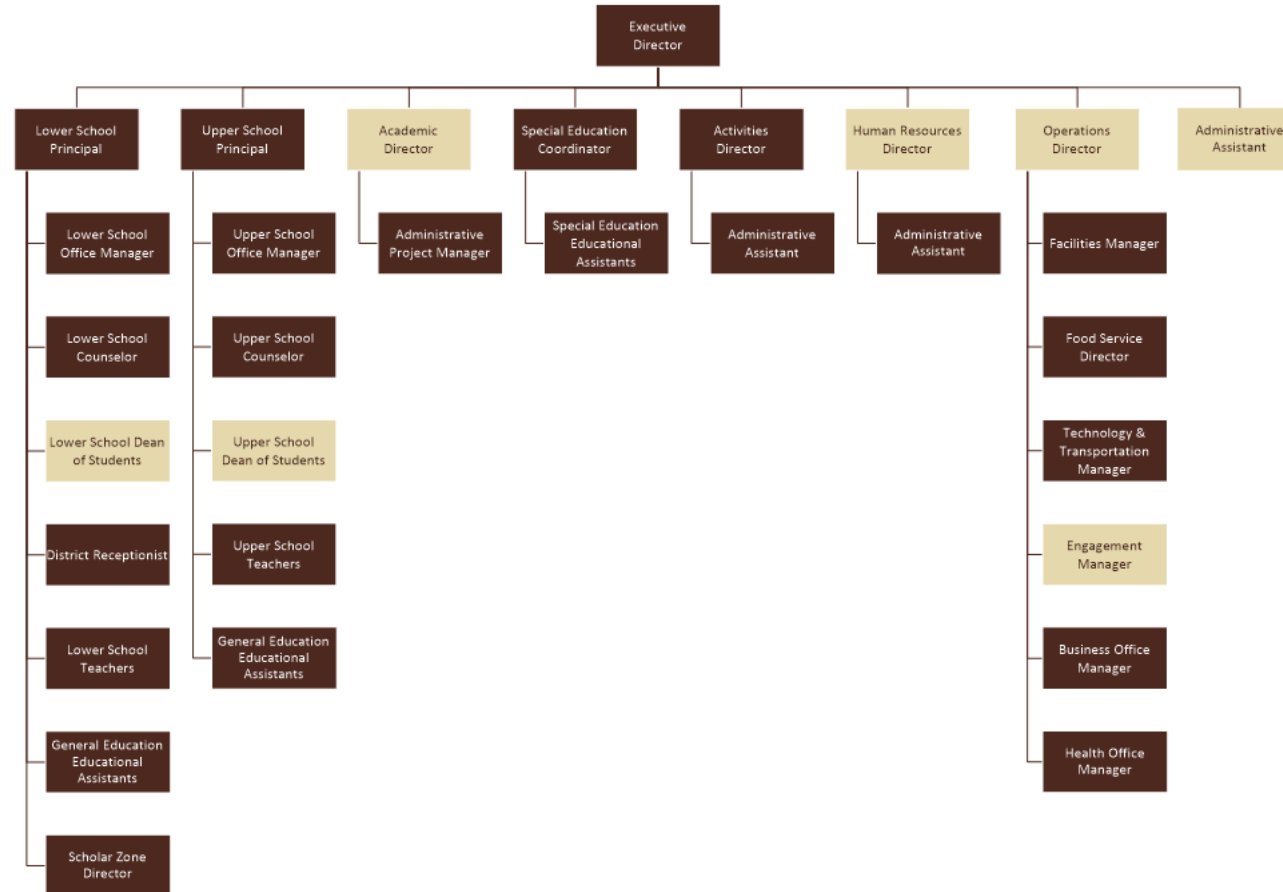 Executive
Director
Lower School
Principal
Upper School
Principal
Academic
Director
Special Education
Coordinator
Activities
Director
Human Resources
Director
Operations
Director
Administrative
Assistant
Lower School
Office Manager
Lower School
Counselor
Lower School Dean
of Students
District Receptionist
Lower School
Teachers
General Education
Educational
Assistants
Scholar Zone
Director
Upper School
Office Manager
Upper School
Counselor
Upper School
Dean of Students
Upper School
Teachers
General Education
Educational
Assistants
Administrative
Project Manager
Special Education
Educational
Assistants
Administrative
Assistant
Administrative
Assistant
Facilities Manager
Food Service
Director
Technology &
Transportation
Manager
Engagement
Manager
Business Office
Manager
Health Office
Manager